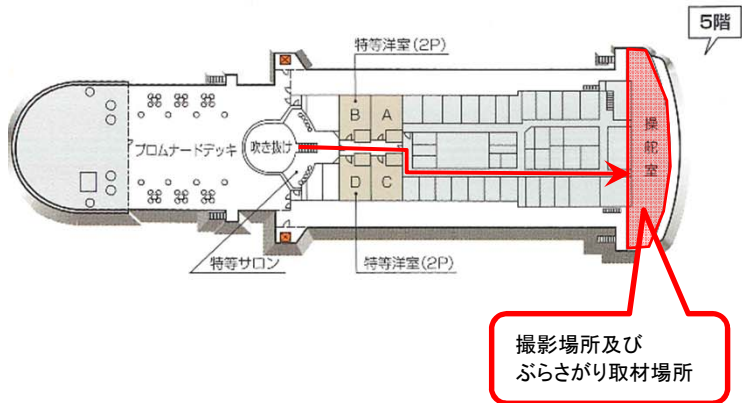 5階
特等洋室(2P)
B
A
プロムナードデッキ
吹き抜け
操舵室
D
C
特等サロン
特等洋室(2P)
撮影場所及び
ぶらさがり取材場所